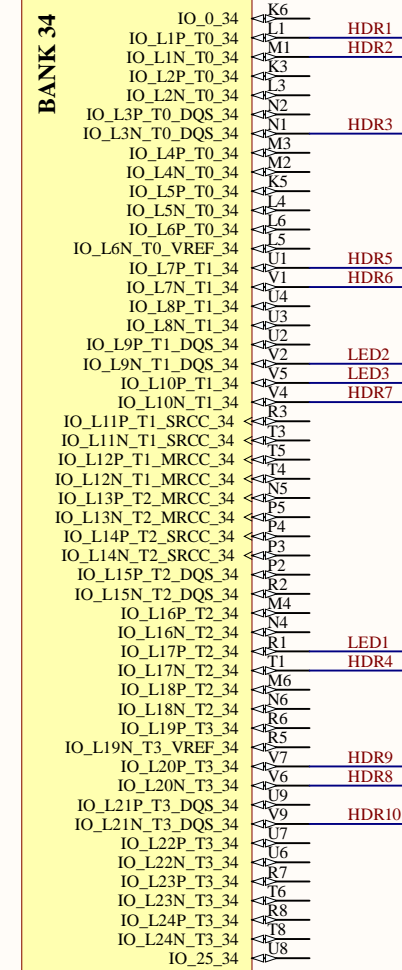 BANK 34
IO_0_34 K6
IO_L1P_T0_34 L1 HDR1
IO_L1N_T0_34 M1 HDR2
IO_L2P_T0_34 K3
IO_L2N_T0_34 L3
IO_L3P_T0_DQS_34 N2
IO_L3N_T0_DQS_34 N1 HDR3
IO_L4P_T0_34 M3
IO_L4N_T0_34 M2
IO_L5P_T0_34 K5
IO_L5N_T0_34 L4
IO_L6P_T0_34 L6
IO_L6N_T0_VREF_34 L5
IO_L7P_T1_34 U1 HDR5
IO_L7N_T1_34 V1 HDR6
IO_L8P_T1_34 U4
IO_L8N_T1_34 U3
IO_L9P_T1_DQS_34 U2
IO_L9N_T1_DQS_34 V2 LED2
IO_L10P_T1_34 V5 LED3
IO_L10N_T1_34 V4 HDR7
IO_L11P_T1_SRCC_34 R3
IO_L11N_T1_SRCC_34 T3
IO_L12P_T1_MRCC_34 T5
IO_L12N_T1_MRCC_34 T4
IO_L13P_T2_MRCC_34 N5
IO_L13N_T2_MRCC_34 P5
IO_L14P_T2_SRCC_34 P4
IO_L14N_T2_SRCC_34 P3
IO_L15P_T2_DQS_34 P2
IO_L15N_T2_DQS_34 R2
IO_L16P_T2_34 M4
IO_L16N_T2_34 N4
IO_L17P_T2_34 R1 LED1
IO_L17N_T2_34 T1 HDR4
IO_L18P_T2_34 M6
IO_L18N_T2_34 N6
IO_L19P_T3_34 R6
IO_L19N_T3_VREF_34 R5
IO_L20P_T3_34 V7 HDR9
IO_L20N_T3_34 V6 HDR8
IO_L21P_T3_DQS_34 U9
IO_L21N_T3_DQS_34 V9 HDR10
IO_L22P_T3_34 U7
IO_L22N_T3_34 U6
IO_L23P_T3_34 R7
IO_L23N_T3_34 T6
IO_L24P_T3_34 R8
IO_L24N_T3_34 T8
IO_25_34 U8